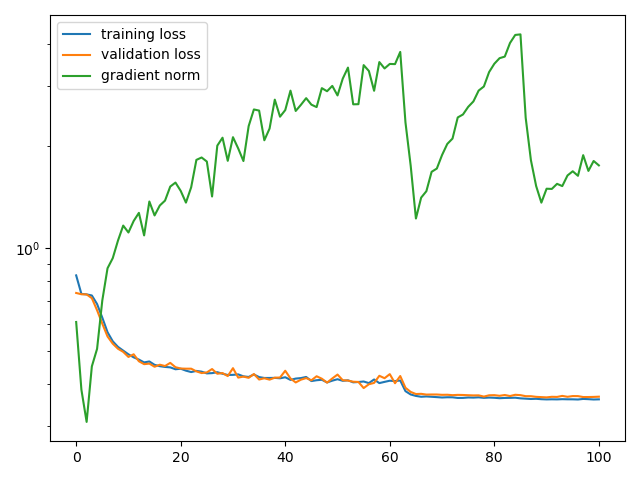 training loss
validation loss
gradient norm
10⁰
0 20 40 60 80 100